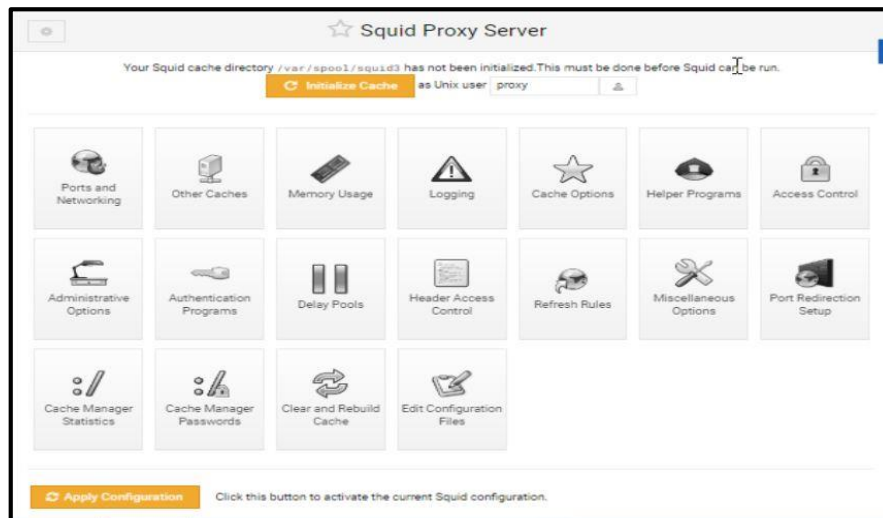 Squid Proxy Server
Your Squid cache directory /var/spool/squid3 has not been initialized.This must be done before Squid can be run.
Initialize Cache as Unix user proxy
Ports and Networking
Other Caches
Memory Usage
Logging
Cache Options
Helper Programs
Access Control
Administrative Options
Authentication Programs
Delay Pools
Header Access Control
Refresh Rules
Miscellaneous Options
Port Redirection Setup
Cache Manager Statistics
Cache Manager Passwords
Clear and Rebuild Cache
Edit Configuration Files
Apply Configuration Click this button to activate the current Squid configuration.